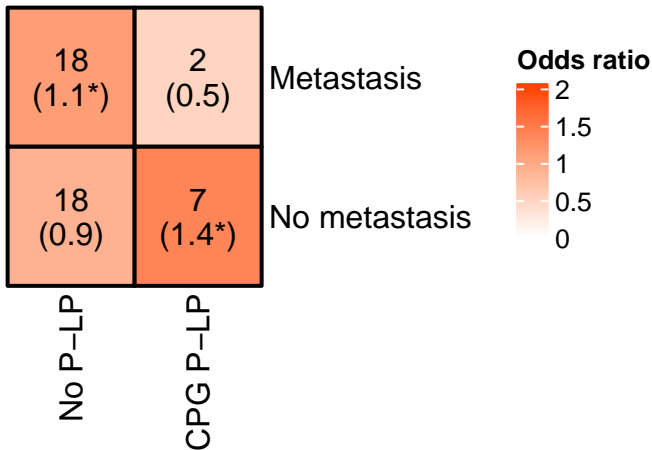 18
(1.1*)
2
(0.5)
Metastasis
18
(0.9)
7
(1.4*)
No metastasis
No P−LP
CPG P−LP
Odds ratio
2
1.5
1
0.5
0